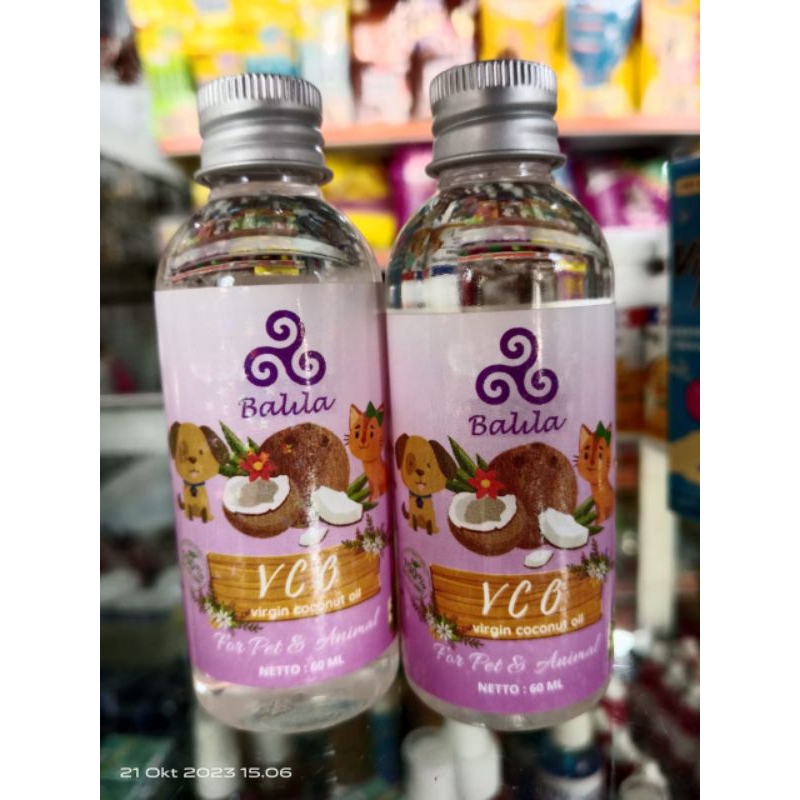 Balila
VCO
virgin coconut oil
For Pet & Animal
NETTO : 60 ML
Balila
VCO
virgin coconut oil
For Pet & Animal
NETTO : 60 ML
21 Okt 2023 15.06